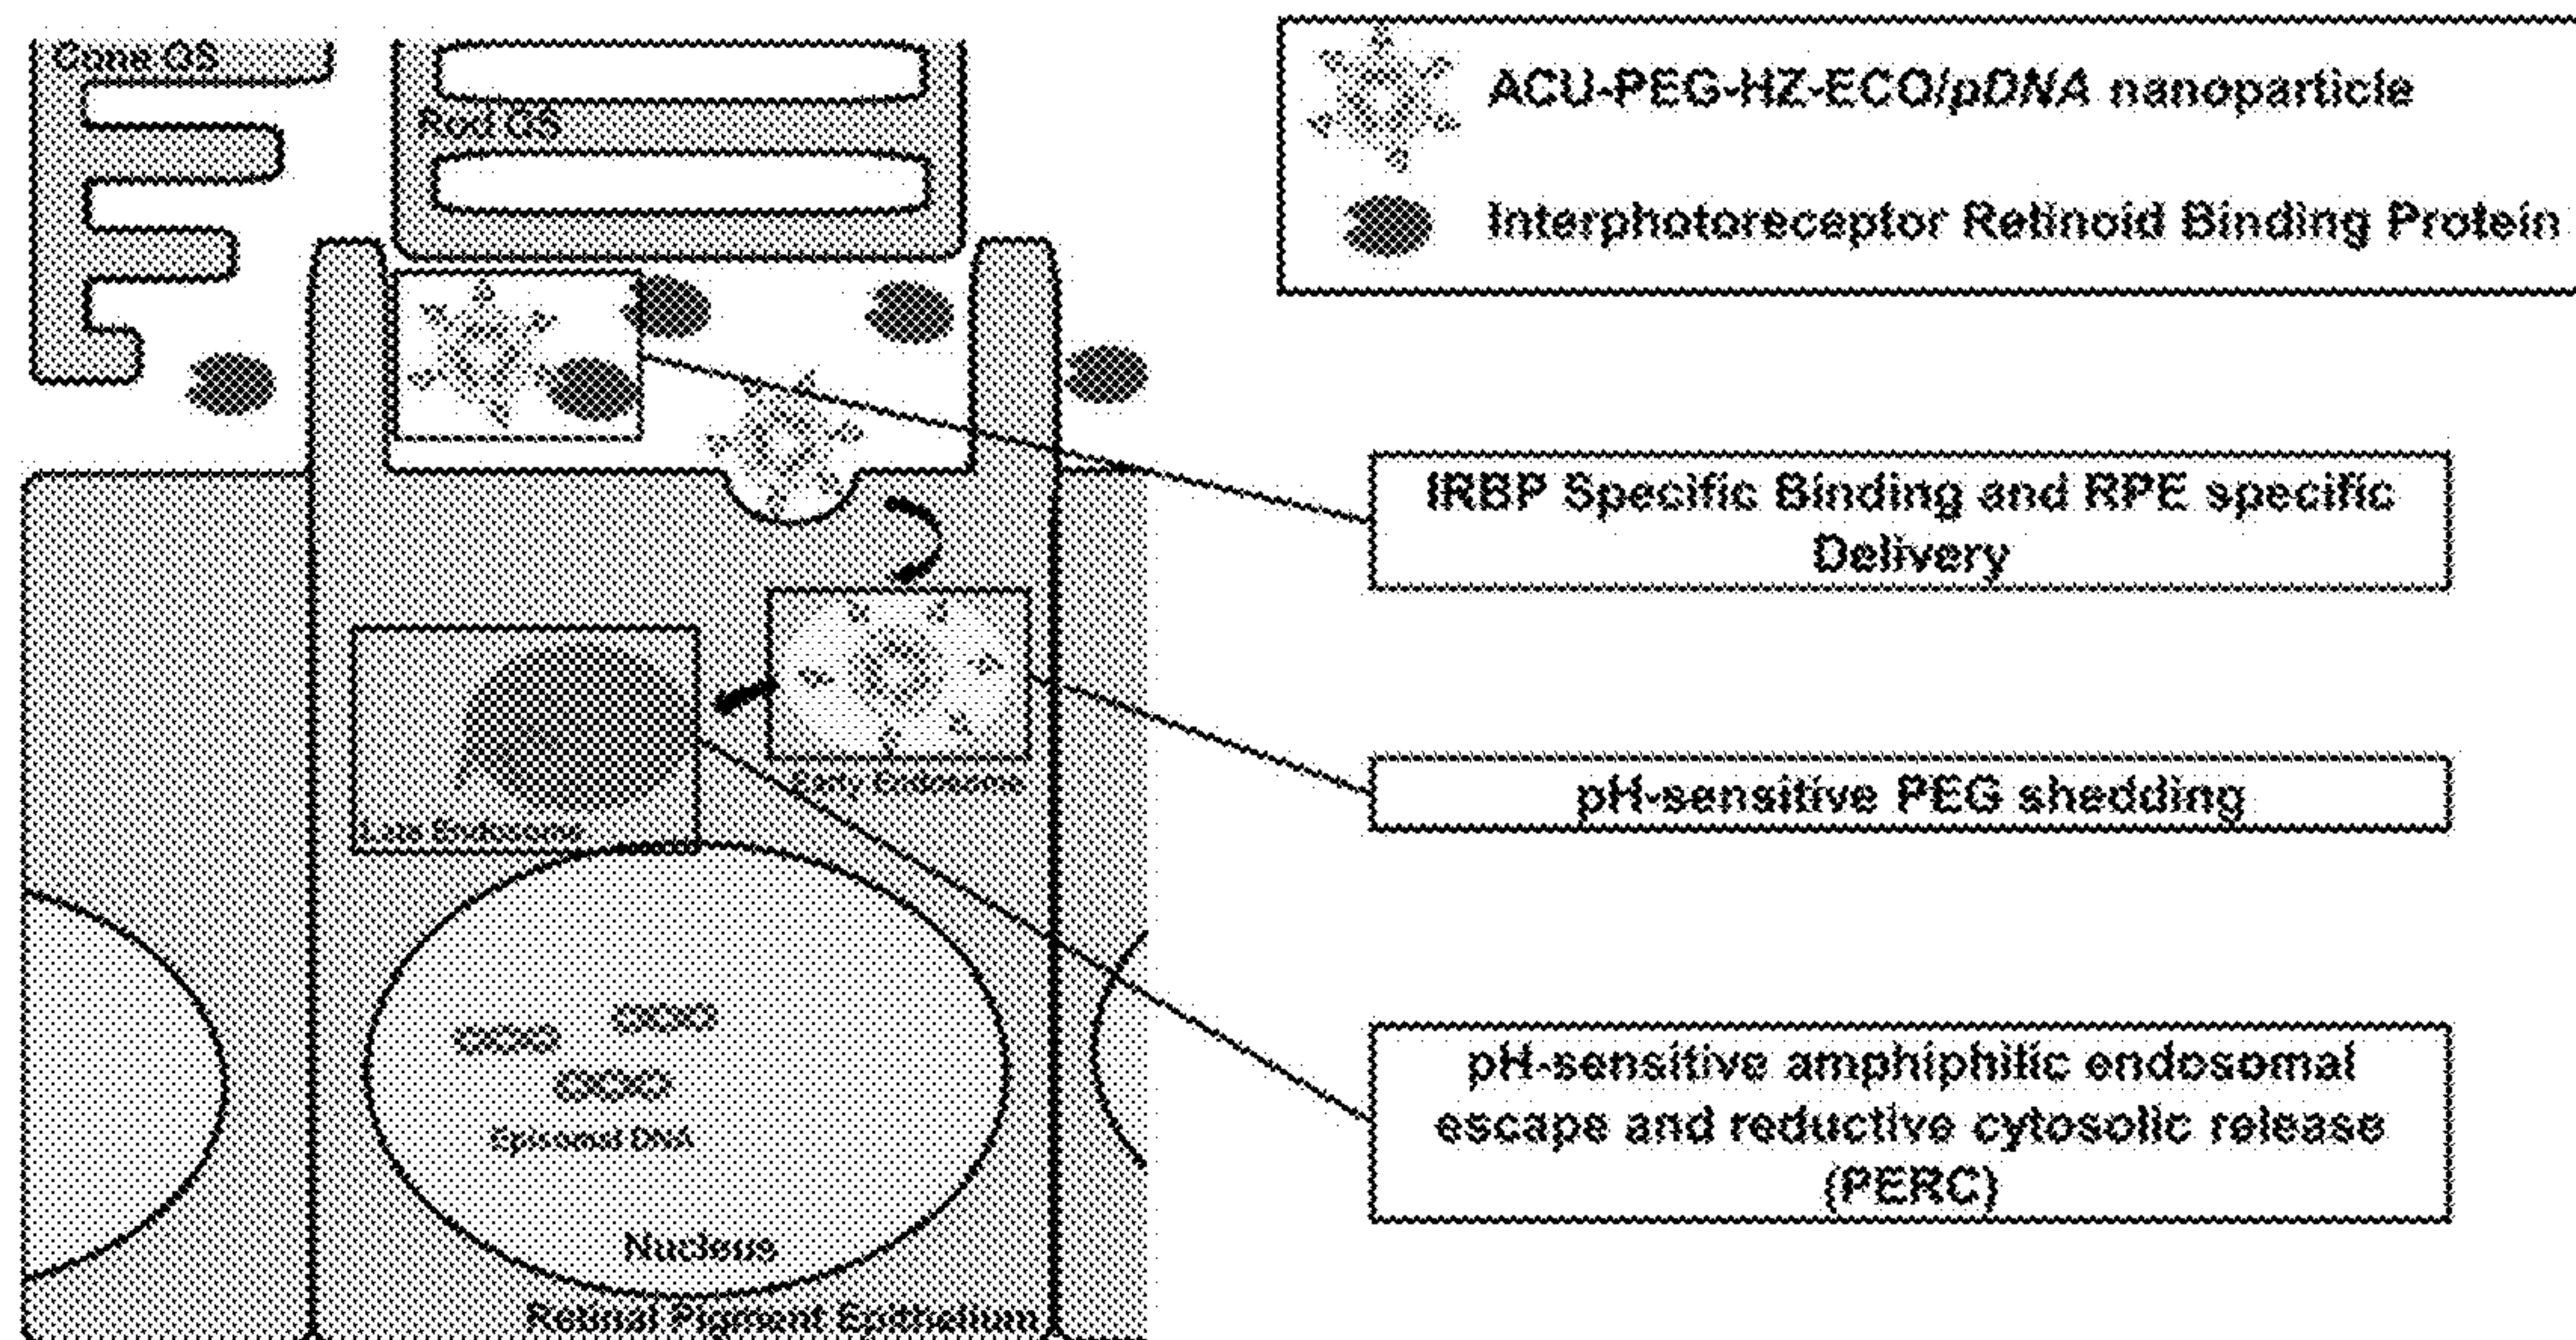 Cone OS
Rod OS
ACU-PEG-HZ-ECO/pDNA nanoparticle
Interphotoreceptor Retinoid Binding Protein
IRBP Specific Binding and RPE specific
Delivery
Early Endosome
Late Endosome
pH-sensitive PEG shedding
pH-sensitive amphiphilic endosomal
escape and reductive cytosolic release
(PERC)
Episomal DNA
Nucleus
Retinal Pigment Epithelium